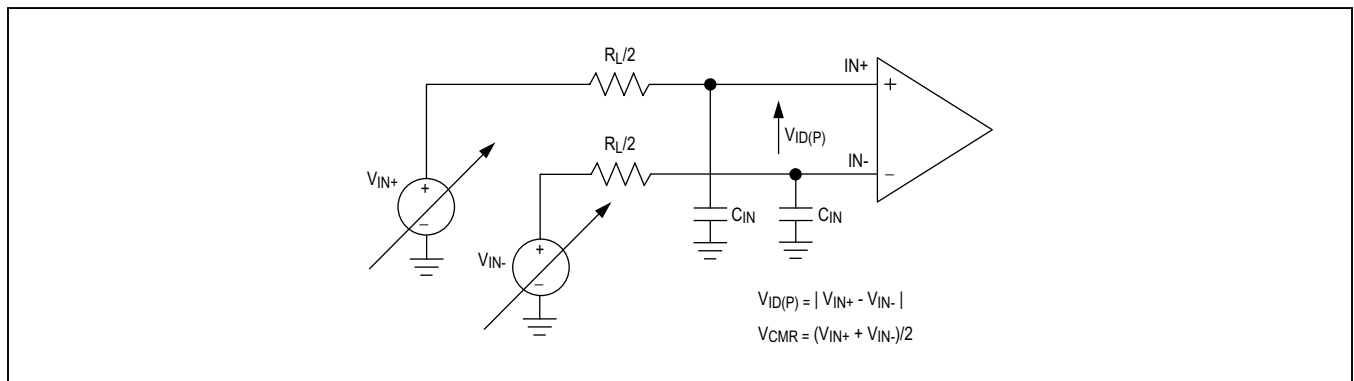 RL/2
IN+
+
VID(P)
RL/2
IN-
−
VIN+
+
−
CIN
CIN
VIN-
+
−
VID(P) = | VIN+ - VIN- |
VCMR = (VIN+ + VIN-)/2